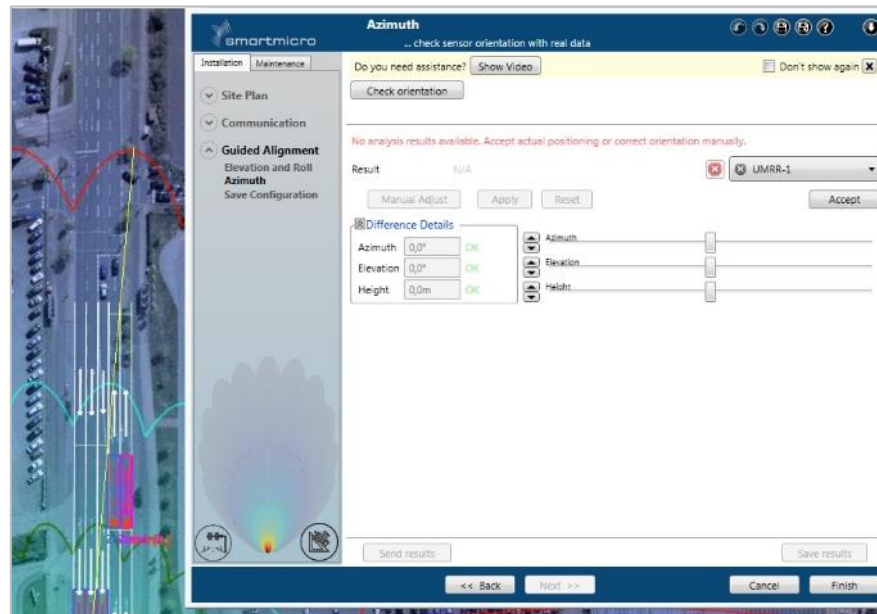 smartmicro
Azimuth
... check sensor orientation with real data
Installation
Maintenance
Site Plan
Communication
Guided Alignment
Elevation and Roll
Azimuth
Save Configuration
Do you need assistance?
Show Video
Don't show again
Check orientation
No analysis results available. Accept actual positioning or correct orientation manually.
Result
N/A
UMRR-1
Manual Adjust
Apply
Reset
Accept
Difference Details
Azimuth 0,0° OK
Elevation 0,0° OK
Height 0,0m OK
Azimuth
Elevation
Height
Send results
Save results
<< Back
Next >>
Cancel
Finish